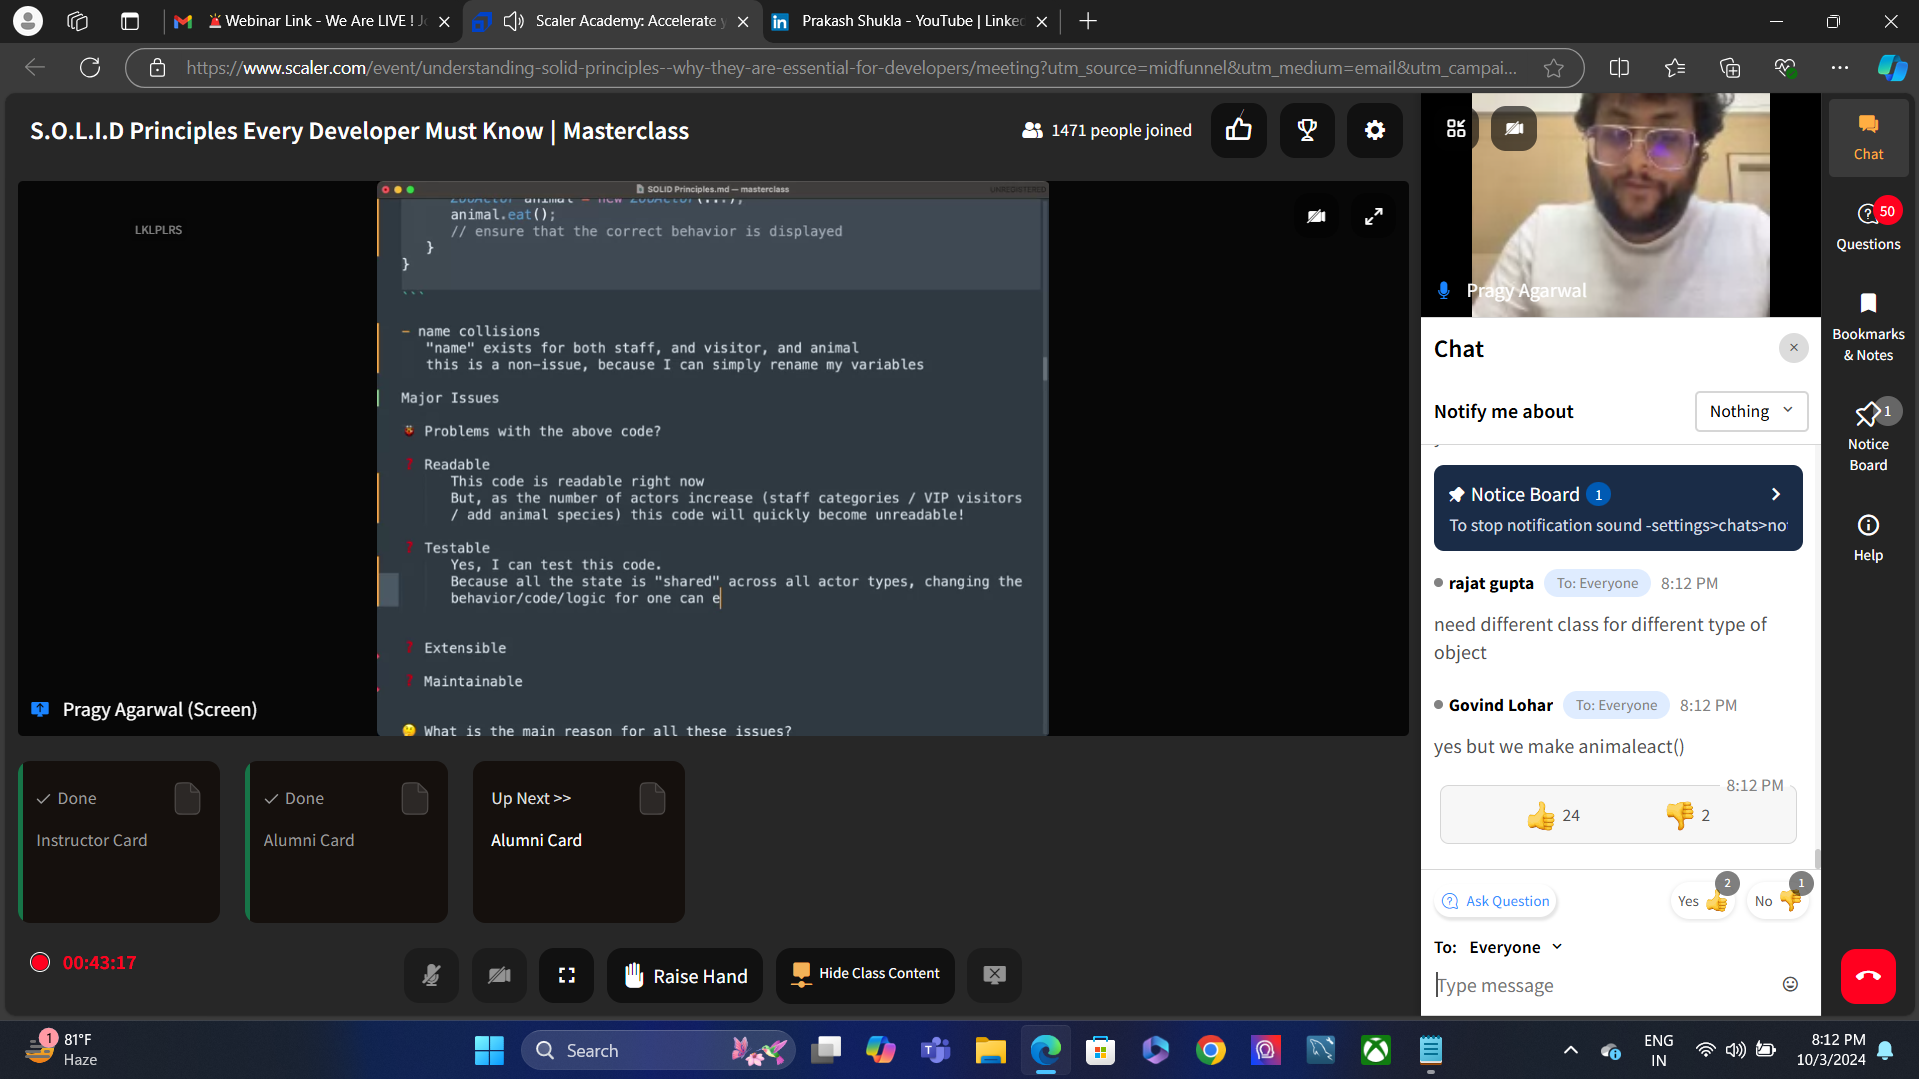 🚨Webinar Link - We Are LIVE ! J
Scaler Academy: Accelerate y
Prakash Shukla - YouTube | Linke
https://www.scaler.com/event/understanding-solid-principles--why-they-are-essential-for-developers/meeting?utm_source=midfunnel&utm_medium=email&utm_campai...
S.O.L.I.D Principles Every Developer Must Know | Masterclass
1471 people joined
LKLPLRS
SOLID Principles.md — masterclass
UNREGISTERED
ZooActor animal = new ZooActor(...);
animal.eat();
// ensure that the correct behavior is displayed
}
}
```
- name collisions
"name" exists for both staff, and visitor, and animal
this is a non-issue, because I can simply rename my variables
Major Issues
🐞 Problems with the above code?
❓ Readable
This code is readable right now
But, as the number of actors increase (staff categories / VIP visitors
/ add animal species) this code will quickly become unreadable!
❓ Testable
Yes, I can test this code.
Because all the state is "shared" across all actor types, changing the
behavior/code/logic for one can e
❓ Extensible
❓ Maintainable
🤔 What is the main reason for all these issues?
Pragy Agarwal (Screen)
Done
Instructor Card
Done
Alumni Card
Up Next >>
Alumni Card
00:43:17
Raise Hand
Hide Class Content
Pragy Agarwal
Chat
Notify me about
Nothing
Notice Board 1
To stop notification sound -settings>chats>no
rajat gupta To: Everyone 8:12 PM
need different class for different type of
object
Govind Lohar To: Everyone 8:12 PM
yes but we make animaleact()
8:12 PM
👍 24 👎 2
Ask Question
Yes 👍 2
No 👎 1
To: Everyone
Type message
Chat
50
Questions
Bookmarks
& Notes
1
Notice
Board
Help
1
81°F
Haze
Search
ENG
IN
8:12 PM
10/3/2024